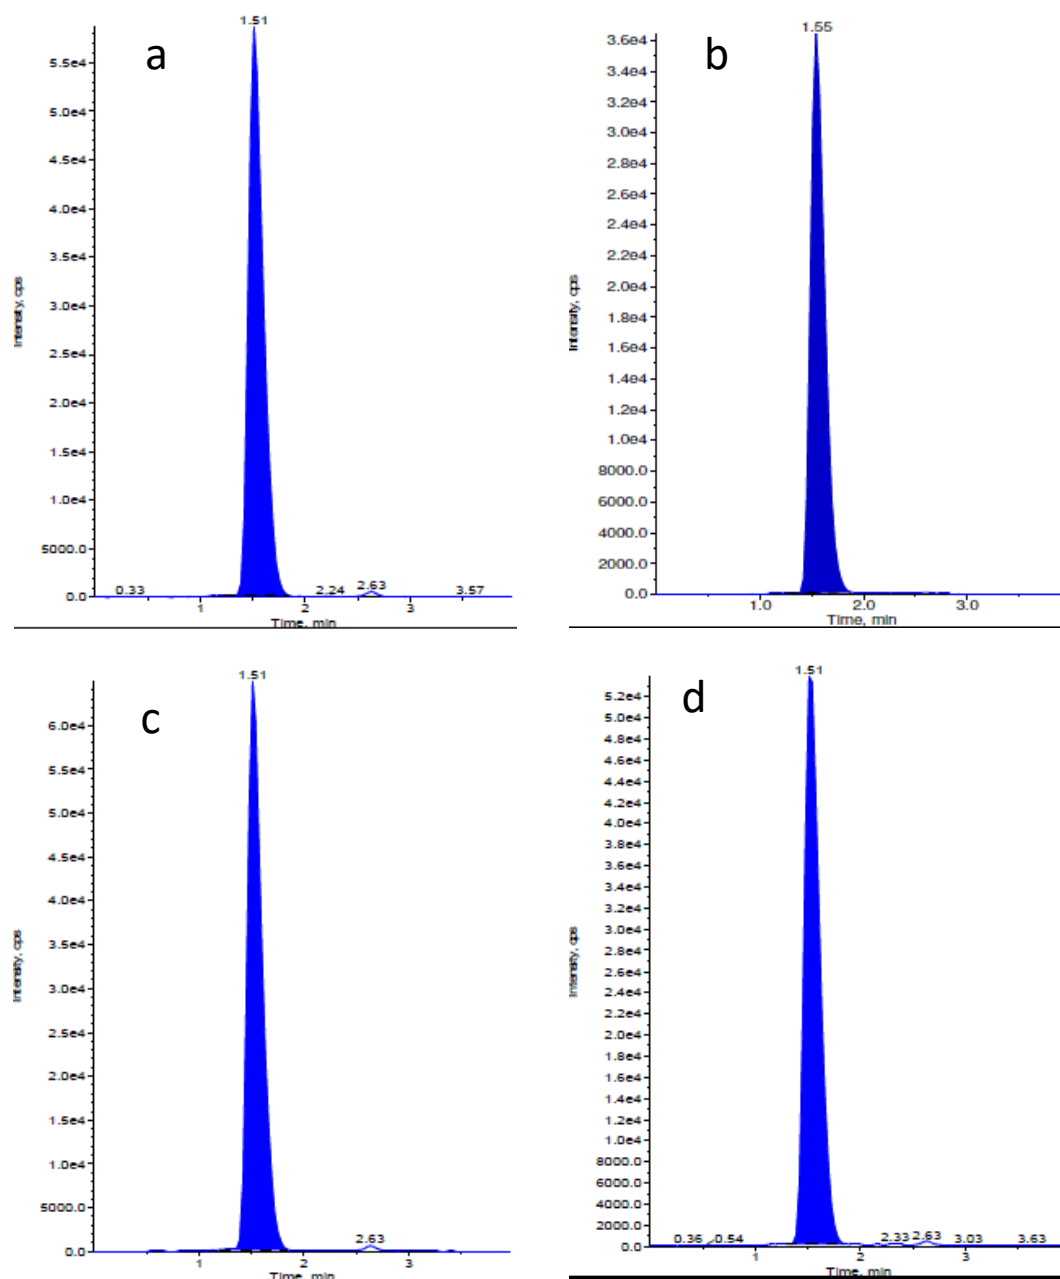 a
1.51
5.5e4
5.0e4
4.5e4
4.0e4
3.5e4
3.0e4
2.5e4
2.0e4
1.5e4
1.0e4
5000.0
0.0
Intensity, cps
0.33
2.24
2.63
3.57
1
2
3
Time, min
b
1.55
3.6e4
3.4e4
3.2e4
3.0e4
2.8e4
2.6e4
2.4e4
2.2e4
2.0e4
1.8e4
1.6e4
1.4e4
1.2e4
1.0e4
8000.0
6000.0
4000.0
2000.0
0.0
Intensity, cps
1.0
2.0
3.0
Time, min
c
1.51
6.0e4
5.5e4
5.0e4
4.5e4
4.0e4
3.5e4
3.0e4
2.5e4
2.0e4
1.5e4
1.0e4
5000.0
0.0
Intensity, cps
2.63
1
2
3
Time, min
d
1.51
5.2e4
5.0e4
4.8e4
4.6e4
4.4e4
4.2e4
4.0e4
3.8e4
3.6e4
3.4e4
3.2e4
3.0e4
2.8e4
2.6e4
2.4e4
2.2e4
2.0e4
1.8e4
1.6e4
1.4e4
1.2e4
1.0e4
8000.0
6000.0
4000.0
2000.0
0.0
Intensity, cps
0.36
0.54
2.33
2.63
3.03
3.63
1
2
3
Time, min